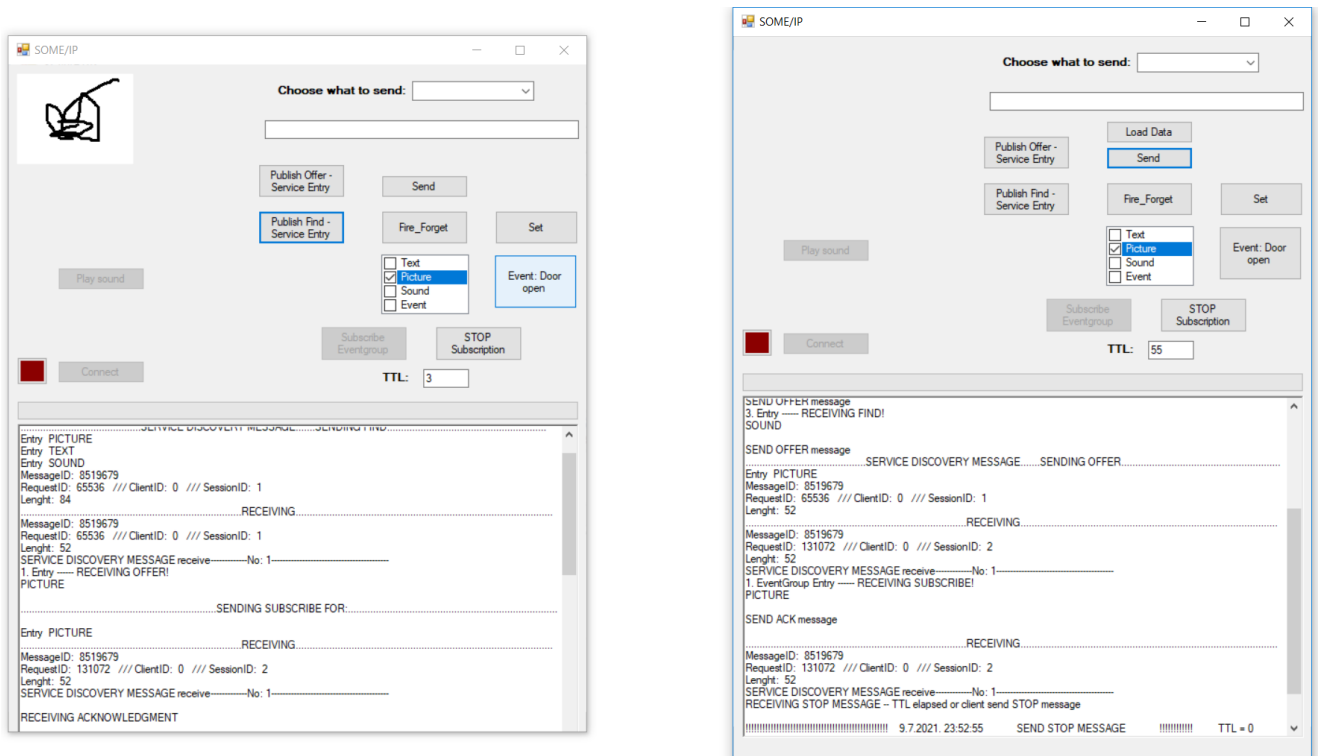 SOME/IP
Choose what to send:
Publish Offer -
Service Entry
Send
Publish Find -
Service Entry
Fire_Forget
Set
Text
Picture
Sound
Event
Event: Door
open
Play sound
Subscribe
Eventgroup
STOP
Subscription
Connect
TTL: 3
........................................SERVICE DISCOVERY MESSAGE.......SENDING FIND........................................
Entry PICTURE
Entry TEXT
Entry SOUND
MessageID: 8519679
RequestID: 65536 /// ClientID: 0 /// SessionID: 1
Lenght: 84
........................................RECEIVING........................................
MessageID: 8519679
RequestID: 65536 /// ClientID: 0 /// SessionID: 1
Lenght: 52
SERVICE DISCOVERY MESSAGE receive------------No: 1---------------------------------------
1. Entry ------ RECEIVING OFFER!
PICTURE
........................................SENDING SUBSCRIBE FOR:........................................
Entry PICTURE
........................................RECEIVING........................................
MessageID: 8519679
RequestID: 131072 /// ClientID: 0 /// SessionID: 2
Lenght: 52
SERVICE DISCOVERY MESSAGE receive------------No: 1---------------------------------------
RECEIVING ACKNOWLEDGMENT
SOME/IP
Choose what to send:
Load Data
Publish Offer -
Service Entry
Send
Publish Find -
Service Entry
Fire_Forget
Set
Text
Picture
Sound
Event
Event: Door
open
Play sound
Subscribe
Eventgroup
STOP
Subscription
Connect
TTL: 55
SEND OFFER message
3. Entry ------ RECEIVING FIND!
SOUND
SEND OFFER message
........................................SERVICE DISCOVERY MESSAGE.......SENDING OFFER........................................
Entry PICTURE
MessageID: 8519679
RequestID: 65536 /// ClientID: 0 /// SessionID: 1
Lenght: 52
........................................RECEIVING........................................
MessageID: 8519679
RequestID: 131072 /// ClientID: 0 /// SessionID: 2
Lenght: 52
SERVICE DISCOVERY MESSAGE receive------------No: 1---------------------------------------
1. EventGroup Entry ------ RECEIVING SUBSCRIBE!
PICTURE
SEND ACK message
........................................RECEIVING........................................
MessageID: 8519679
RequestID: 131072 /// ClientID: 0 /// SessionID: 2
Lenght: 52
SERVICE DISCOVERY MESSAGE receive------------No: 1---------------------------------------
RECEIVING STOP MESSAGE -- TTL elapsed or client send STOP message
!!!!!!!!!!!!!!!!!!!!!!!!!!!!!!!!!!!!!!!!!!!!!! 9.7.2021. 23:52:55 SEND STOP MESSAGE !!!!!!!!!!!! TTL = 0